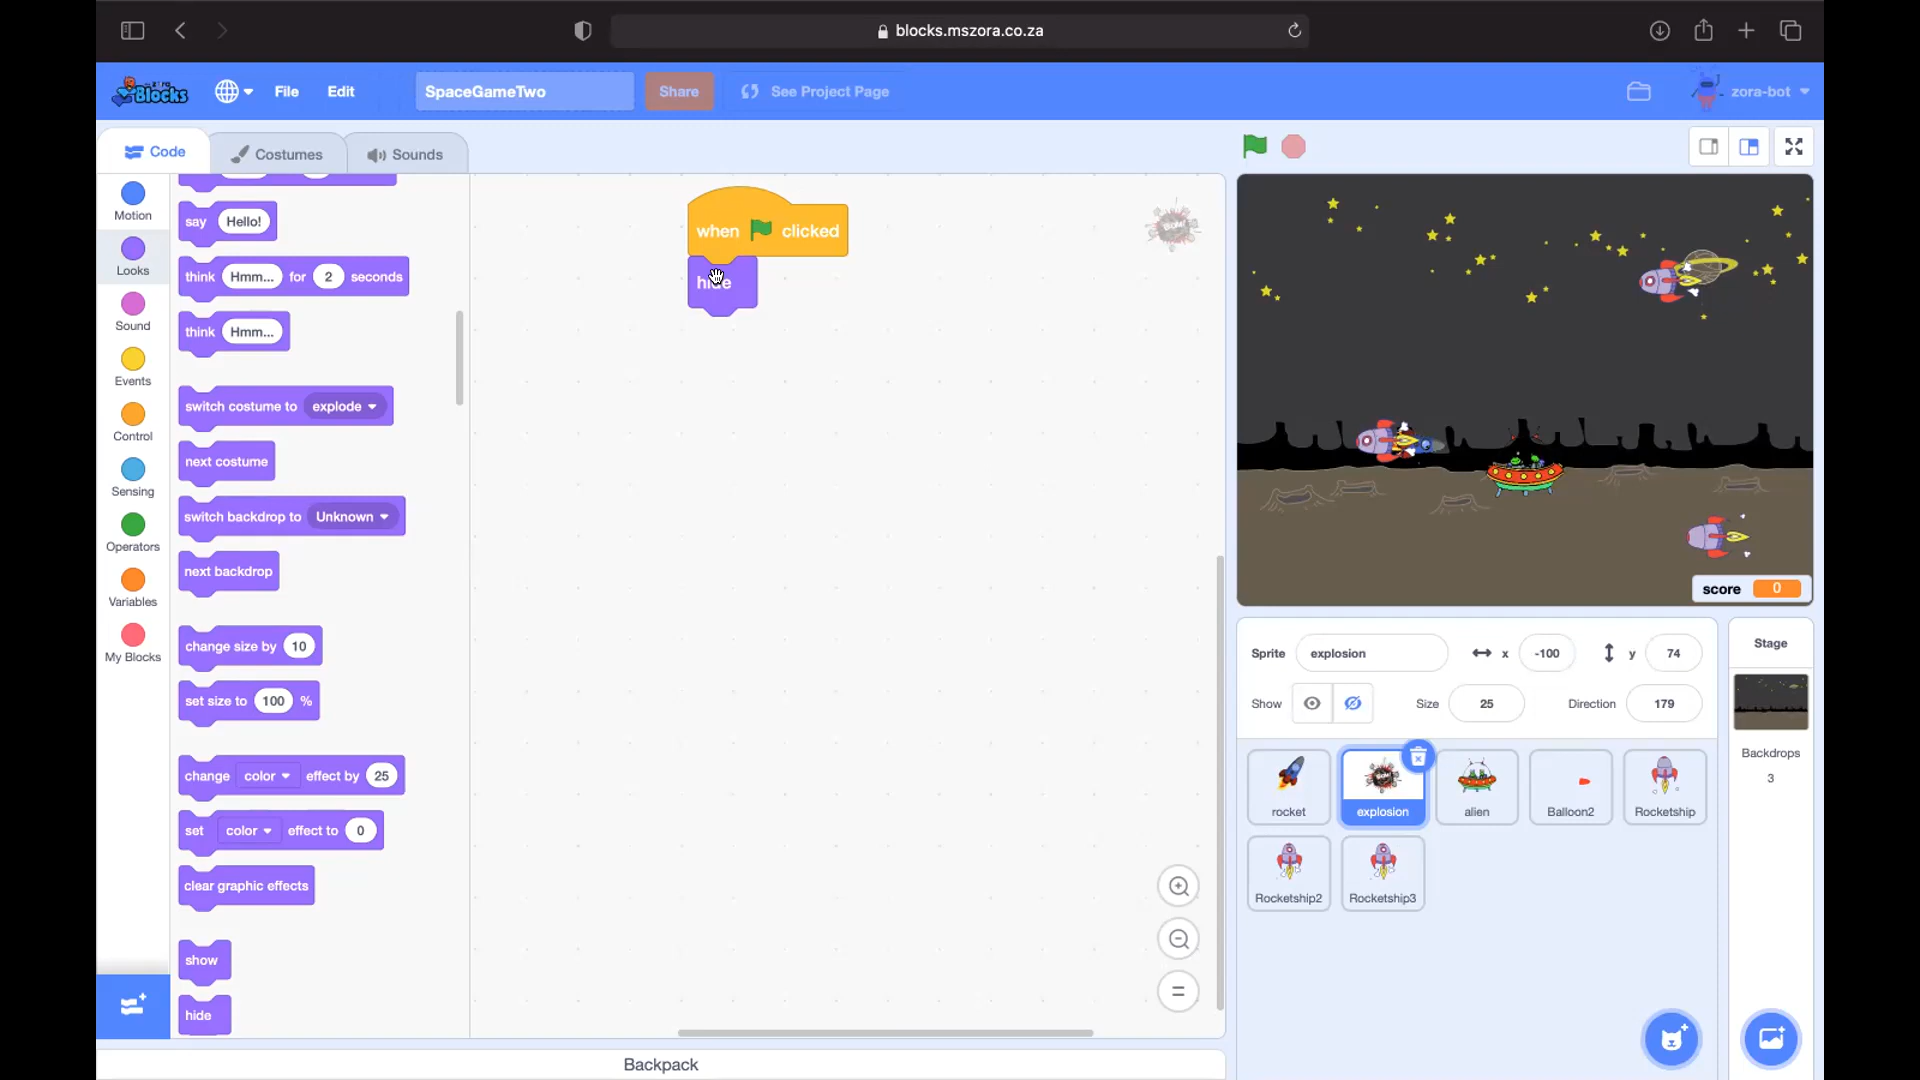 blocks.mszora.co.za
Blocks
File
Edit
SpaceGameTwo
Share
See Project Page
zora-bot
Code
Costumes
Sounds
Motion
Looks
Sound
Events
Control
Sensing
Operators
Variables
My Blocks
say Hello!
think Hmm... for 2 seconds
think Hmm...
switch costume to explode
next costume
switch backdrop to Unknown
next backdrop
change size by 10
set size to 100 %
change color effect by 25
set color effect to 0
clear graphic effects
show
hide
when clicked
hide
score 0
Sprite explosion x -100 y 74
Show Size 25 Direction 179
rocket
explosion
alien
Balloon2
Rocketship
Rocketship2
Rocketship3
Stage
Backdrops
3
Backpack